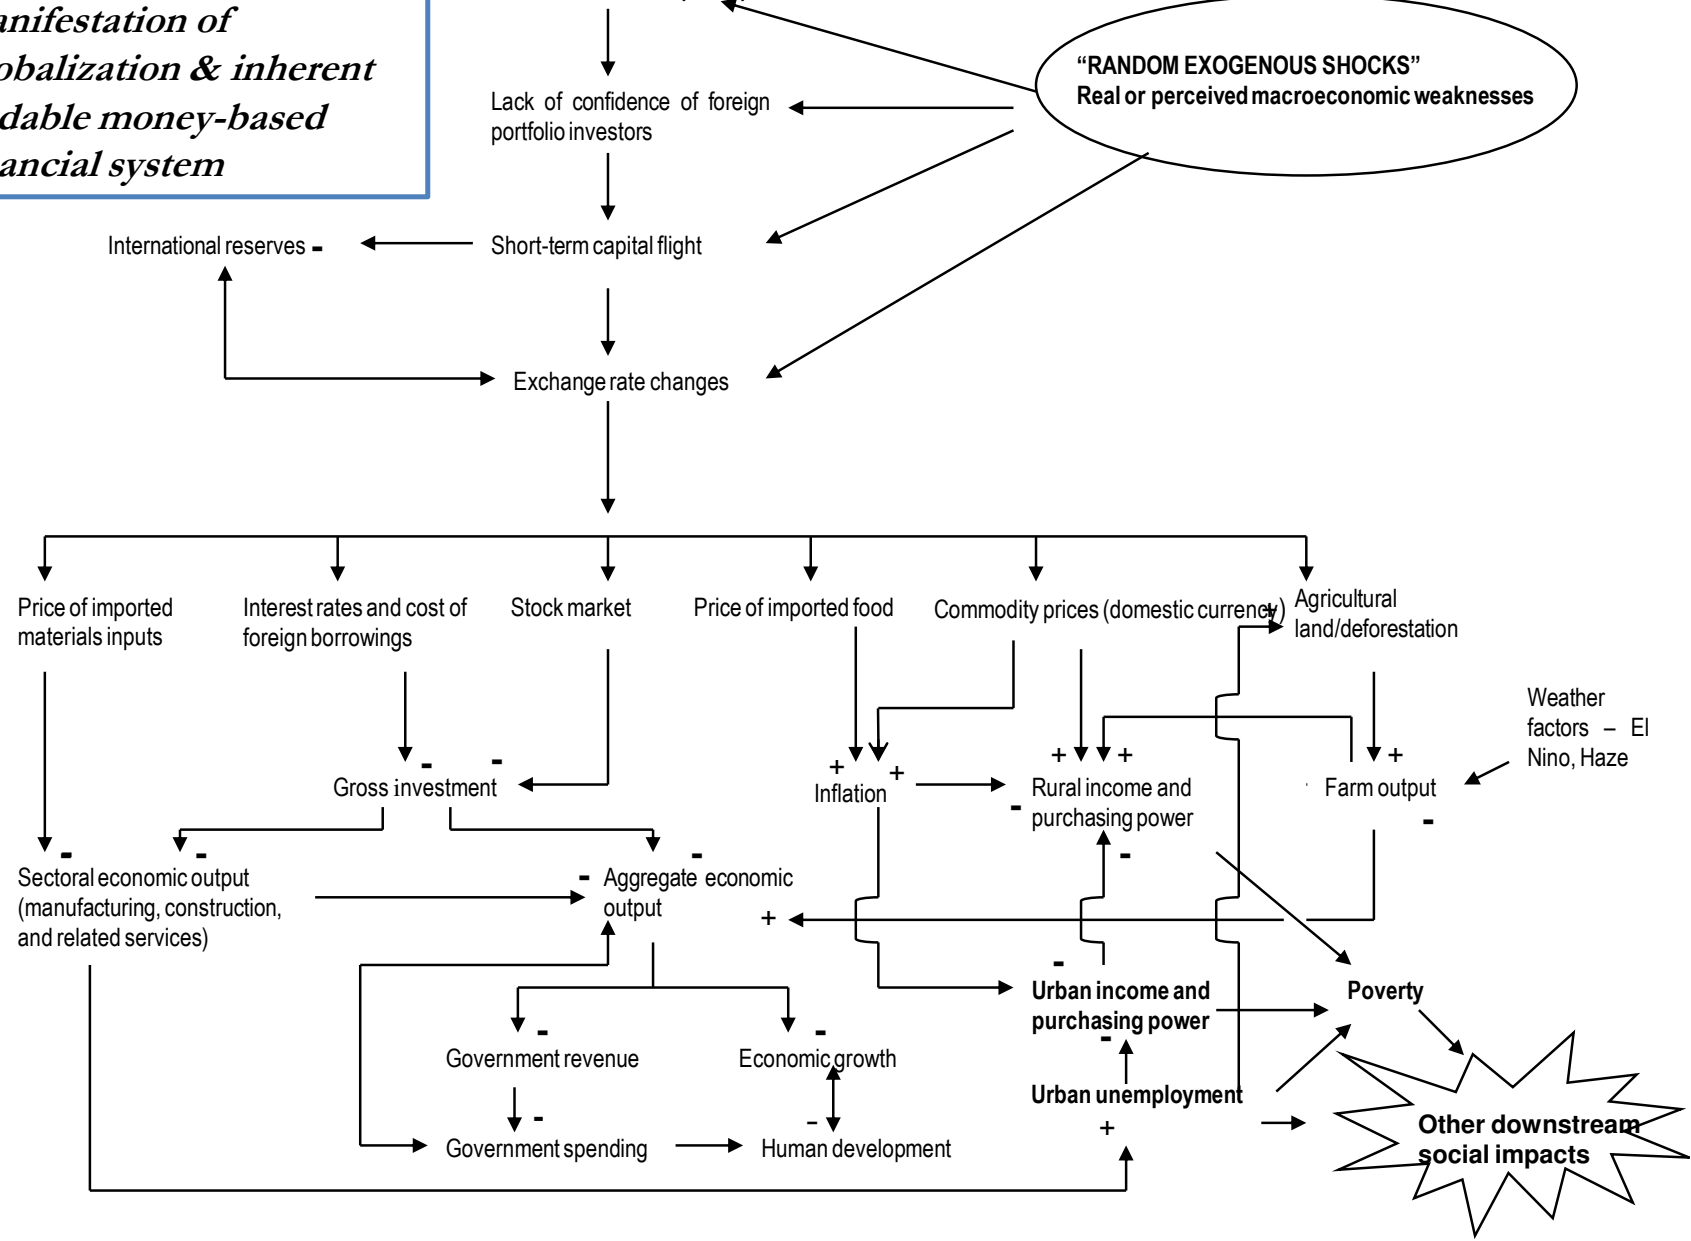 anifestation of
obalization & inherent
dable money-based
ancial system
“RANDOM EXOGENOUS SHOCKS”
Real or perceived macroeconomic weaknesses
Lack of confidence of foreign
portfolio investors
International reserves -
Short-term capital flight
Exchange rate changes
Price of imported
materials inputs
Interest rates and cost of
foreign borrowings
Stock market
Price of imported food
Commodity prices (domestic currency)
+
Agricultural
land/deforestation
Weather
factors – El
Nino, Haze
- -
Gross investment
+ +
Inflation
+ +
-
Rural income and
purchasing power
-
+
Farm output
-
- -
Sectoral economic output
(manufacturing, construction,
and related services)
-
- Aggregate economic
output
+
-
Urban income and
purchasing power
-
Poverty
-
Government revenue
-
Economic growth
Urban unemployment
+
-
Government spending
–
Human development
Other downstream
social impacts